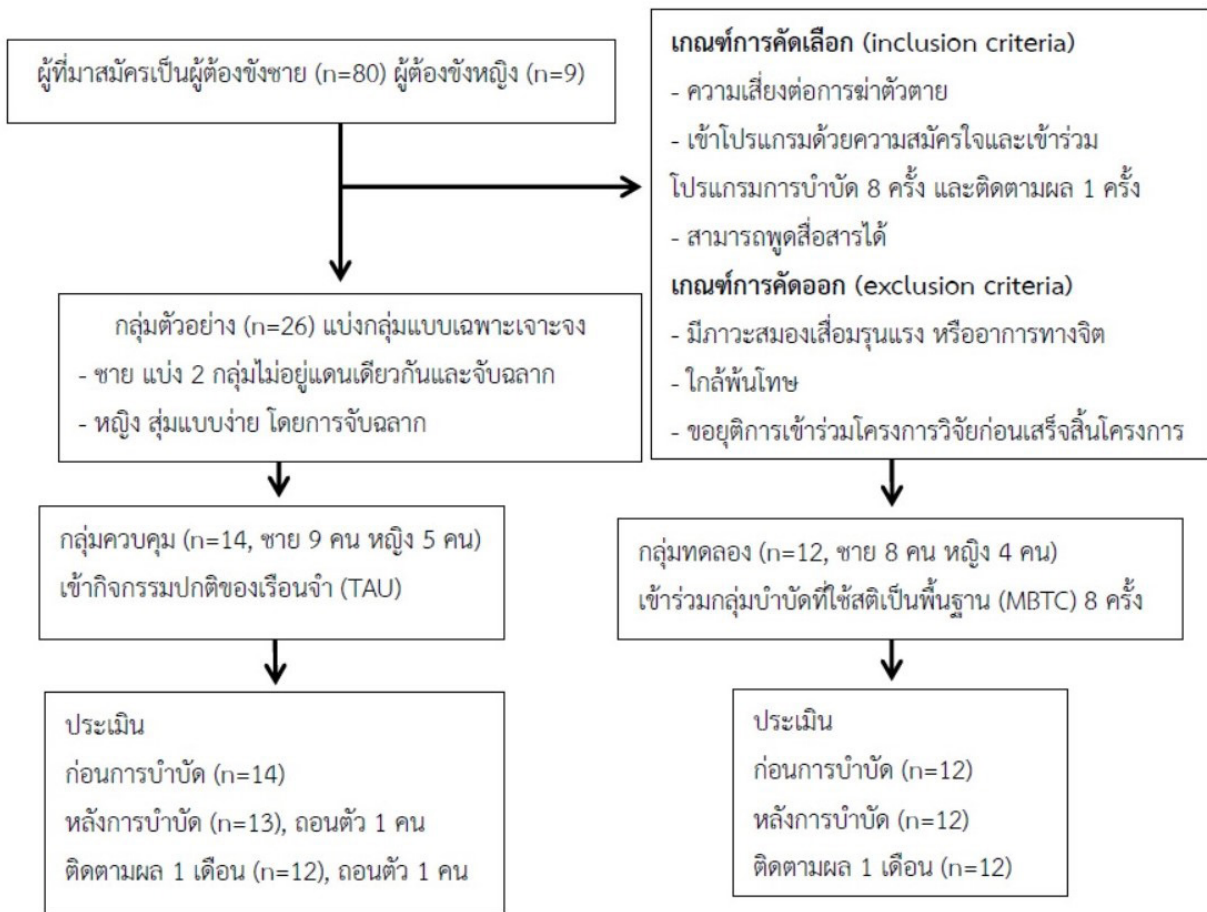 ผู้ที่มาสมัครเป็นผู้ต้องขังชาย (n=80) ผู้ต้องขังหญิง (n=9)
เกณฑ์การคัดเลือก (inclusion criteria)
- ความเสี่ยงต่อการฆ่าตัวตาย
- เข้าโปรแกรมด้วยความสมัครใจและเข้าร่วม
โปรแกรมการบำบัด 8 ครั้ง และติดตามผล 1 ครั้ง
- สามารถพูดสื่อสารได้
เกณฑ์การคัดออก (exclusion criteria)
- มีภาวะสมองเสื่อมรุนแรง หรืออาการทางจิต
- ใกล้พ้นโทษ
- ขอยุติการเข้าร่วมโครงการวิจัยก่อนเสร็จสิ้นโครงการ
กลุ่มตัวอย่าง (n=26) แบ่งกลุ่มแบบเฉพาะเจาะจง
- ชาย แบ่ง 2 กลุ่มไม่อยู่แดนเดียวกันและจับฉลาก
- หญิง สุ่มแบบง่าย โดยการจับฉลาก
กลุ่มควบคุม (n=14, ชาย 9 คน หญิง 5 คน)
เข้ากิจกรรมปกติของเรือนจำ (TAU)
กลุ่มทดลอง (n=12, ชาย 8 คน หญิง 4 คน)
เข้าร่วมกลุ่มบำบัดที่ใช้สติเป็นพื้นฐาน (MBTC) 8 ครั้ง
ประเมิน
ก่อนการบำบัด (n=14)
หลังการบำบัด (n=13), ถอนตัว 1 คน
ติดตามผล 1 เดือน (n=12), ถอนตัว 1 คน
ประเมิน
ก่อนการบำบัด (n=12)
หลังการบำบัด (n=12)
ติดตามผล 1 เดือน (n=12)